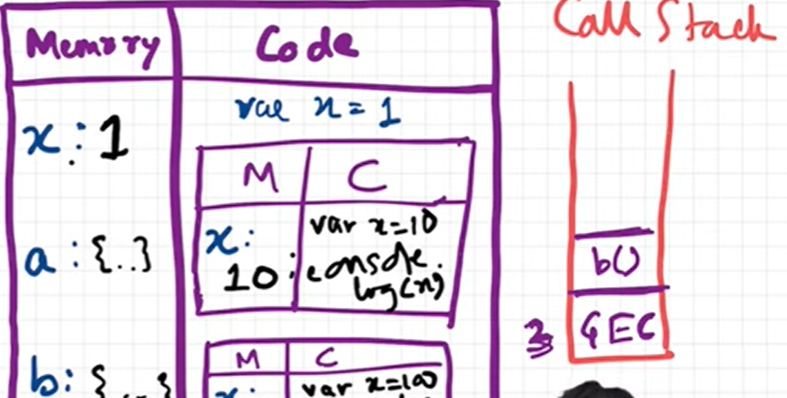 Memory
Code
Call Stack
var x = 1
x : 1
M
C
x:
10
var x=10
console.
log(x)
a : {..}
b()
GEC
M
C
b: {...}
x:
var x=100